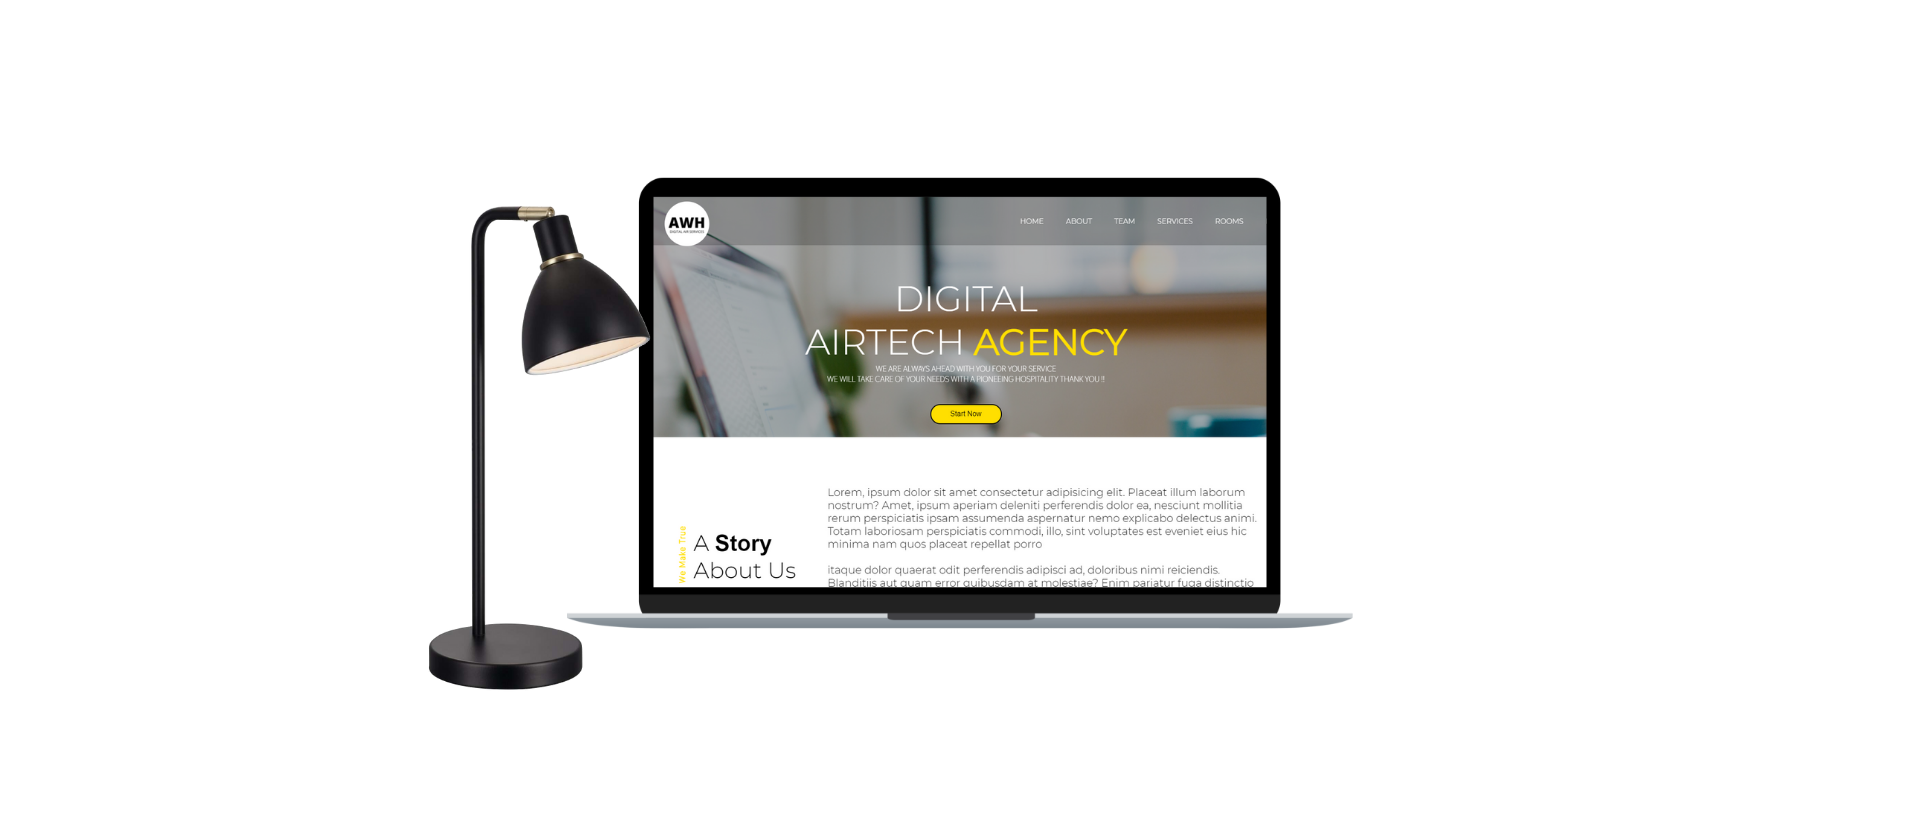 AWH
DIGITAL AIR SERVICES
HOME ABOUT TEAM SERVICES ROOMS
DIGITAL
AIRTECH AGENCY
WE ARE ALWAYS AHEAD WITH YOU FOR YOUR SERVICE
WE WILL TAKE CARE OF YOUR NEEDS WITH A PIONEEING HOSPITALITY THANK YOU !!
Start Now
We Make True
A Story
About Us
Lorem, ipsum dolor sit amet consectetur adipisicing elit. Placeat illum laborum
nostrum? Amet, ipsum aperiam deleniti perferendis dolor ea, nesciunt mollitia
rerum perspiciatis ipsam assumenda aspernatur nemo explicabo delectus animi.
Totam laboriosam perspiciatis commodi, illo, sint voluptates est eveniet eius hic
minima nam quos placeat repellat porro
itaque dolor quaerat odit perferendis adipisci ad, doloribus nimi reiciendis.
Blanditiis aut quam error quibusdam at molestiae? Enim pariatur fuga distinctio